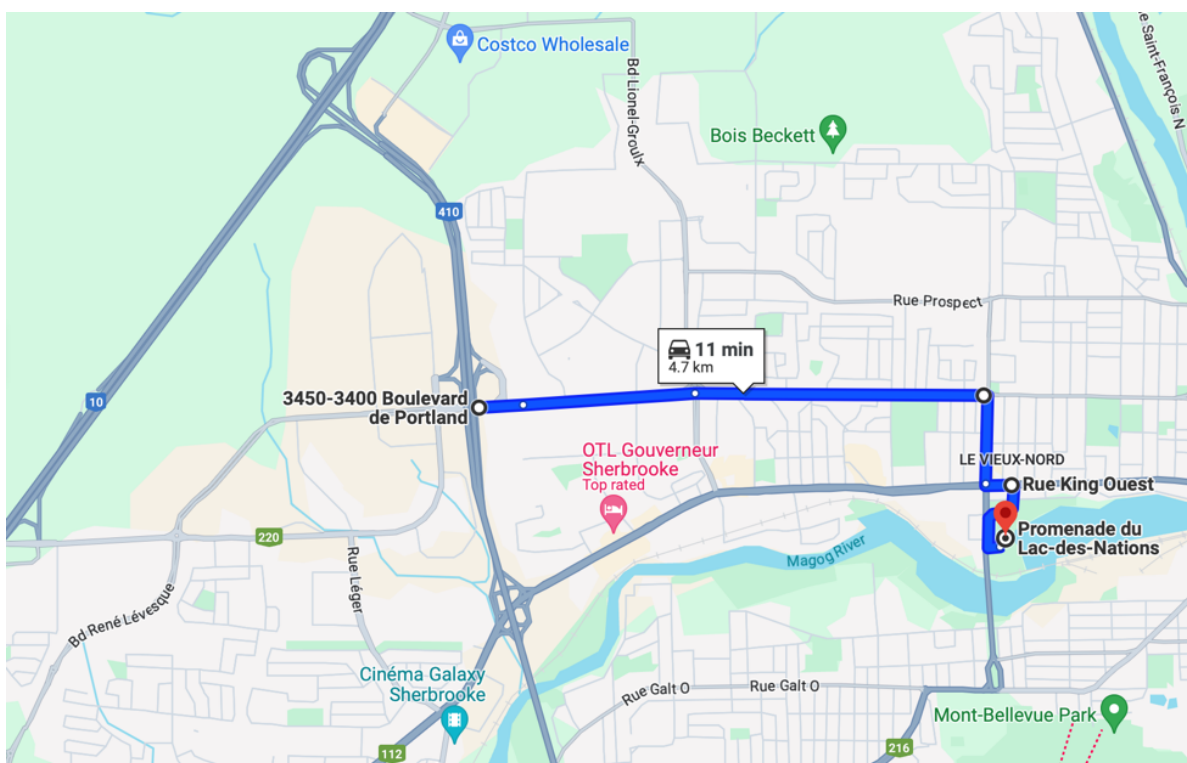 Costco Wholesale
Bd Lionel-Groulx
Saint-François N
Bois Beckett
410
Rue Prospect
11 min
4.7 km
10
3450-3400 Boulevard
de Portland
OTL Gouverneur
Sherbrooke
Top rated
LE VIEUX-NORD
Rue King Ouest
220
Promenade du
Lac-des-Nations
Magog River
Rue Léger
Bd René Lévesque
Cinéma Galaxy
Sherbrooke
Rue Galt O
Rue Galt O
Mont-Bellevue Park
112
216